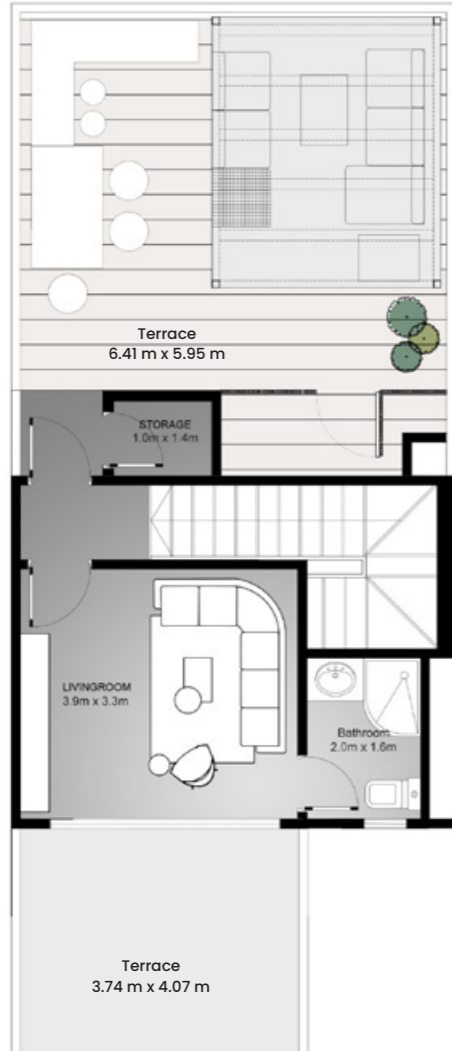 Terrace
6.41 m x 5.95 m
STORAGE
1.0m x 1.4m
LIVINGROOM
3.9m x 3.3m
Bathroom
2.0m x 1.6m
Terrace
3.74 m x 4.07 m